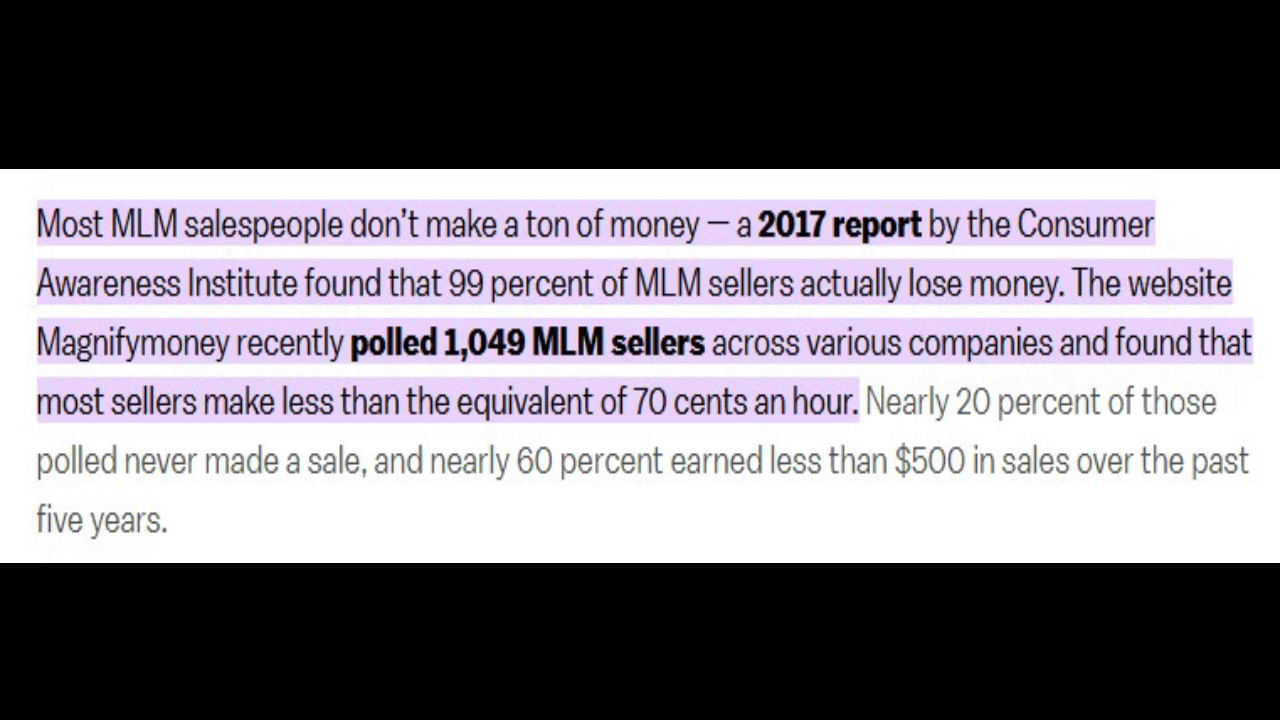 Most MLM salespeople don’t make a ton of money — a 2017 report by the Consumer
Awareness Institute found that 99 percent of MLM sellers actually lose money. The website
Magnifymoney recently polled 1,049 MLM sellers across various companies and found that
most sellers make less than the equivalent of 70 cents an hour. Nearly 20 percent of those
polled never made a sale, and nearly 60 percent earned less than $500 in sales over the past
five years.